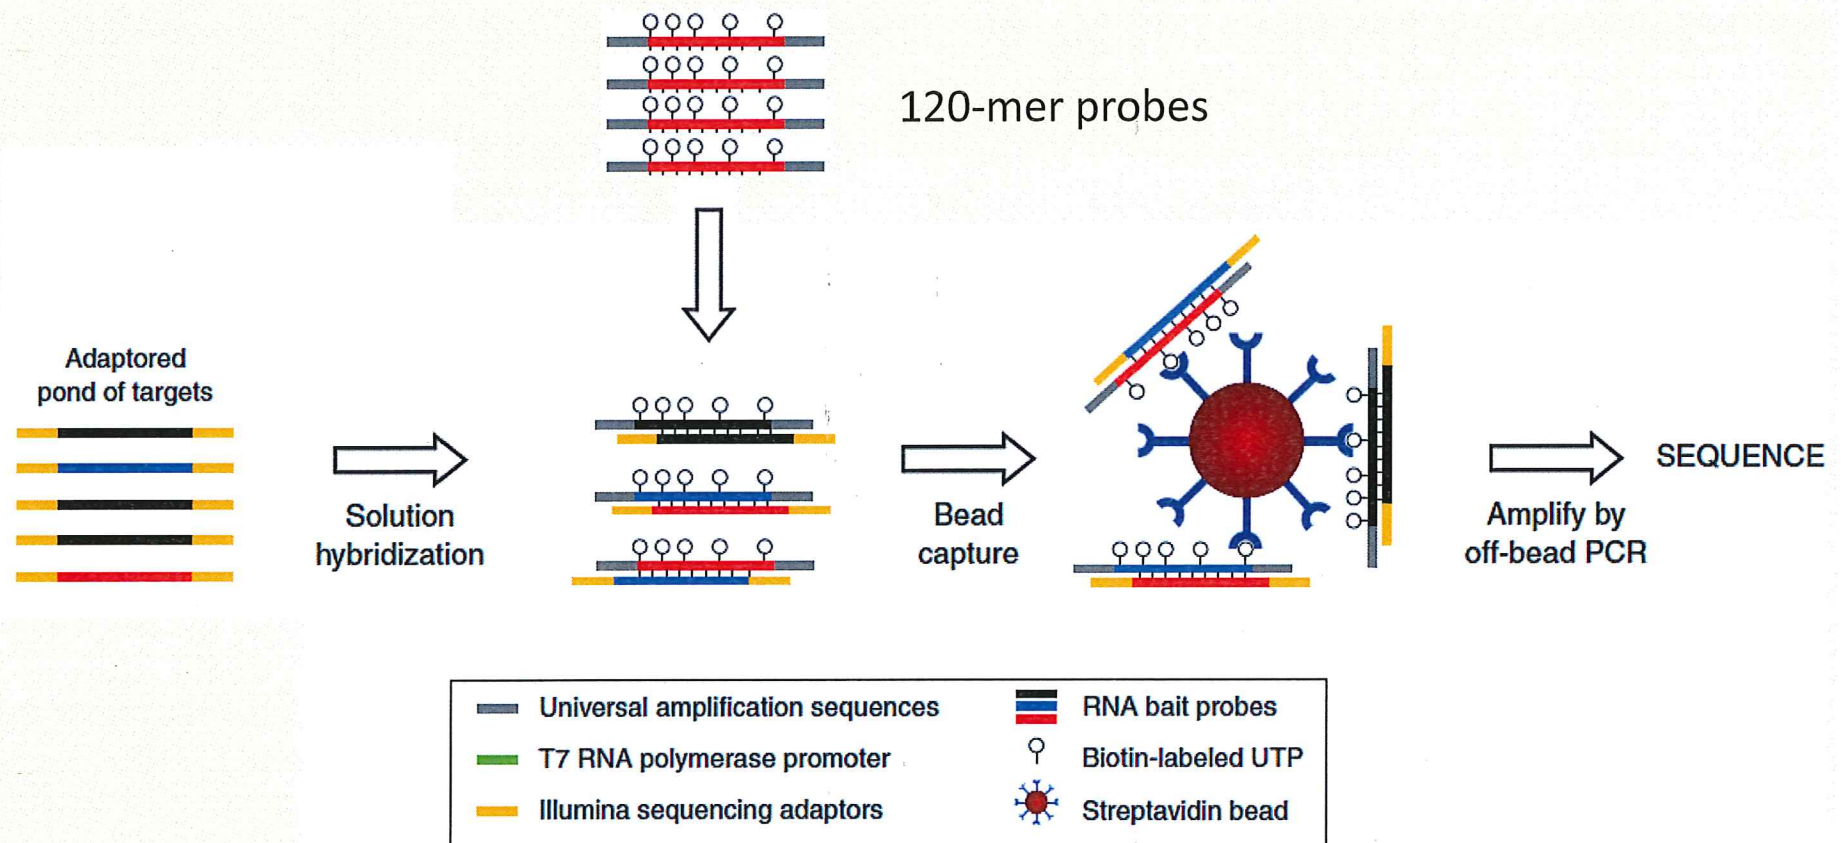 120-mer probes
Adaptored
pond of targets
Solution
hybridization
Bead
capture
Amplify by
off-bead PCR
SEQUENCE
Universal amplification sequences
T7 RNA polymerase promoter
Illumina sequencing adaptors
RNA bait probes
Biotin-labeled UTP
Streptavidin bead